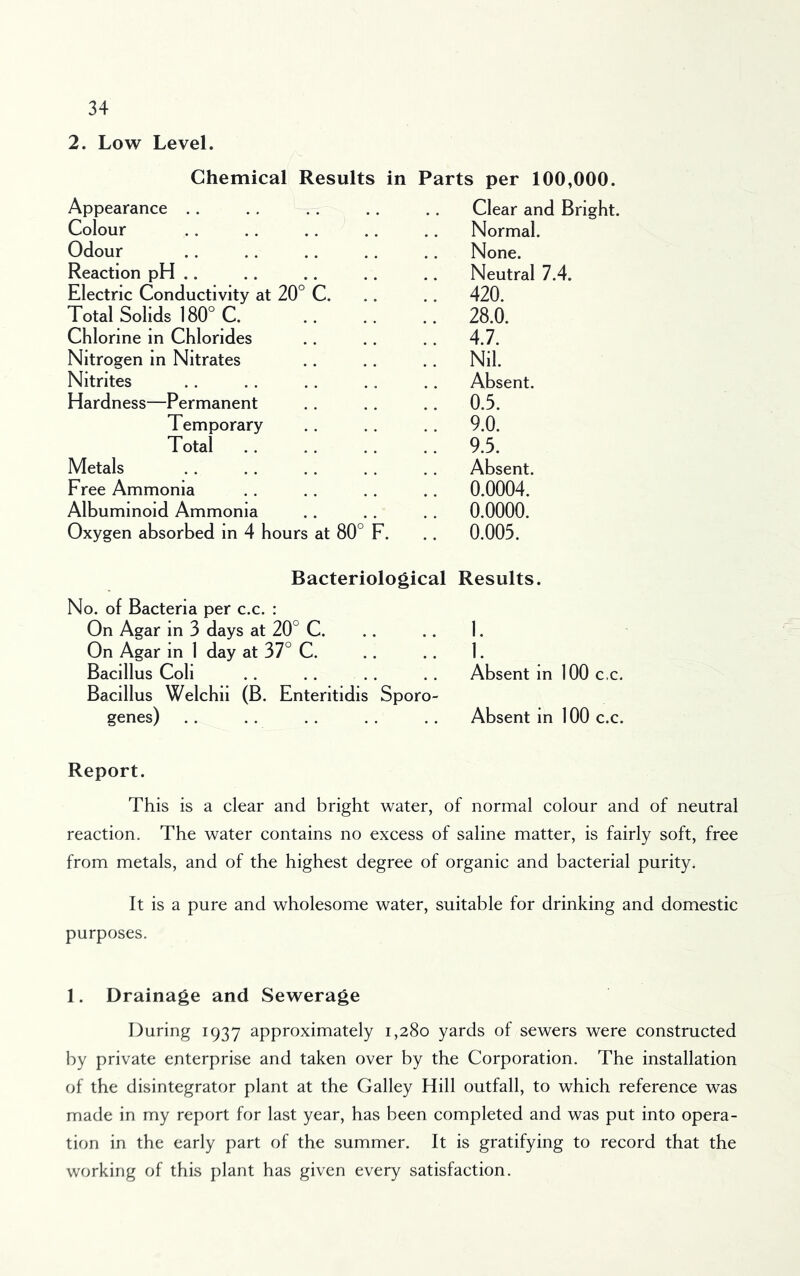 34
2. Low Level.
Chemical Results in Parts per 100,000.
Appearance .. .. .. .. .. Clear and Bright.
Colour .. .. .. .. .. Normal.
Odour .. .. .. .. .. None.
Reaction pH .. .. .. .. .. Neutral 7.4.
Electric Conductivity at 20° C. .. .. 420.
Total Solids 180° C. .. .. .. 28.0.
Chlorine in Chlorides .. .. .. 4.7.
Nitrogen in Nitrates .. .. .. Nil.
Nitrites .. .. .. .. .. Absent.
Hardness—Permanent .. .. .. 0.5.
Temporary .. .. .. 9.0.
Total .. .. .. .. 9.5.
Metals .. .. .. .. .. Absent.
Free Ammonia .. .. .. .. 0.0004.
Albuminoid Ammonia .. .. .. 0.0000.
Oxygen absorbed in 4 hours at 80° F. .. 0.005.
Bacteriological Results.
No. of Bacteria per c.c. :
On Agar in 3 days at 20° C. .. .. 1.
On Agar in 1 day at 37° C. .. .. 1.
Bacillus Coli .. .. .. .. Absent in 100 c.c.
Bacillus Welchii (B. Enteritidis Sporo-
genes) .. .. .. .. .. Absent in 100 c.c.
Report.
This is a clear and bright water, of normal colour and of neutral
reaction. The water contains no excess of saline matter, is fairly soft, free
from metals, and of the highest degree of organic and bacterial purity.
It is a pure and wholesome water, suitable for drinking and domestic
purposes.
1. Drainage and Sewerage
During 1937 approximately 1,280 yards of sewers were constructed
by private enterprise and taken over by the Corporation. The installation
of the disintegrator plant at the Galley Hill outfall, to which reference was
made in my report for last year, has been completed and was put into opera-
tion in the early part of the summer. It is gratifying to record that the
working of this plant has given every satisfaction.